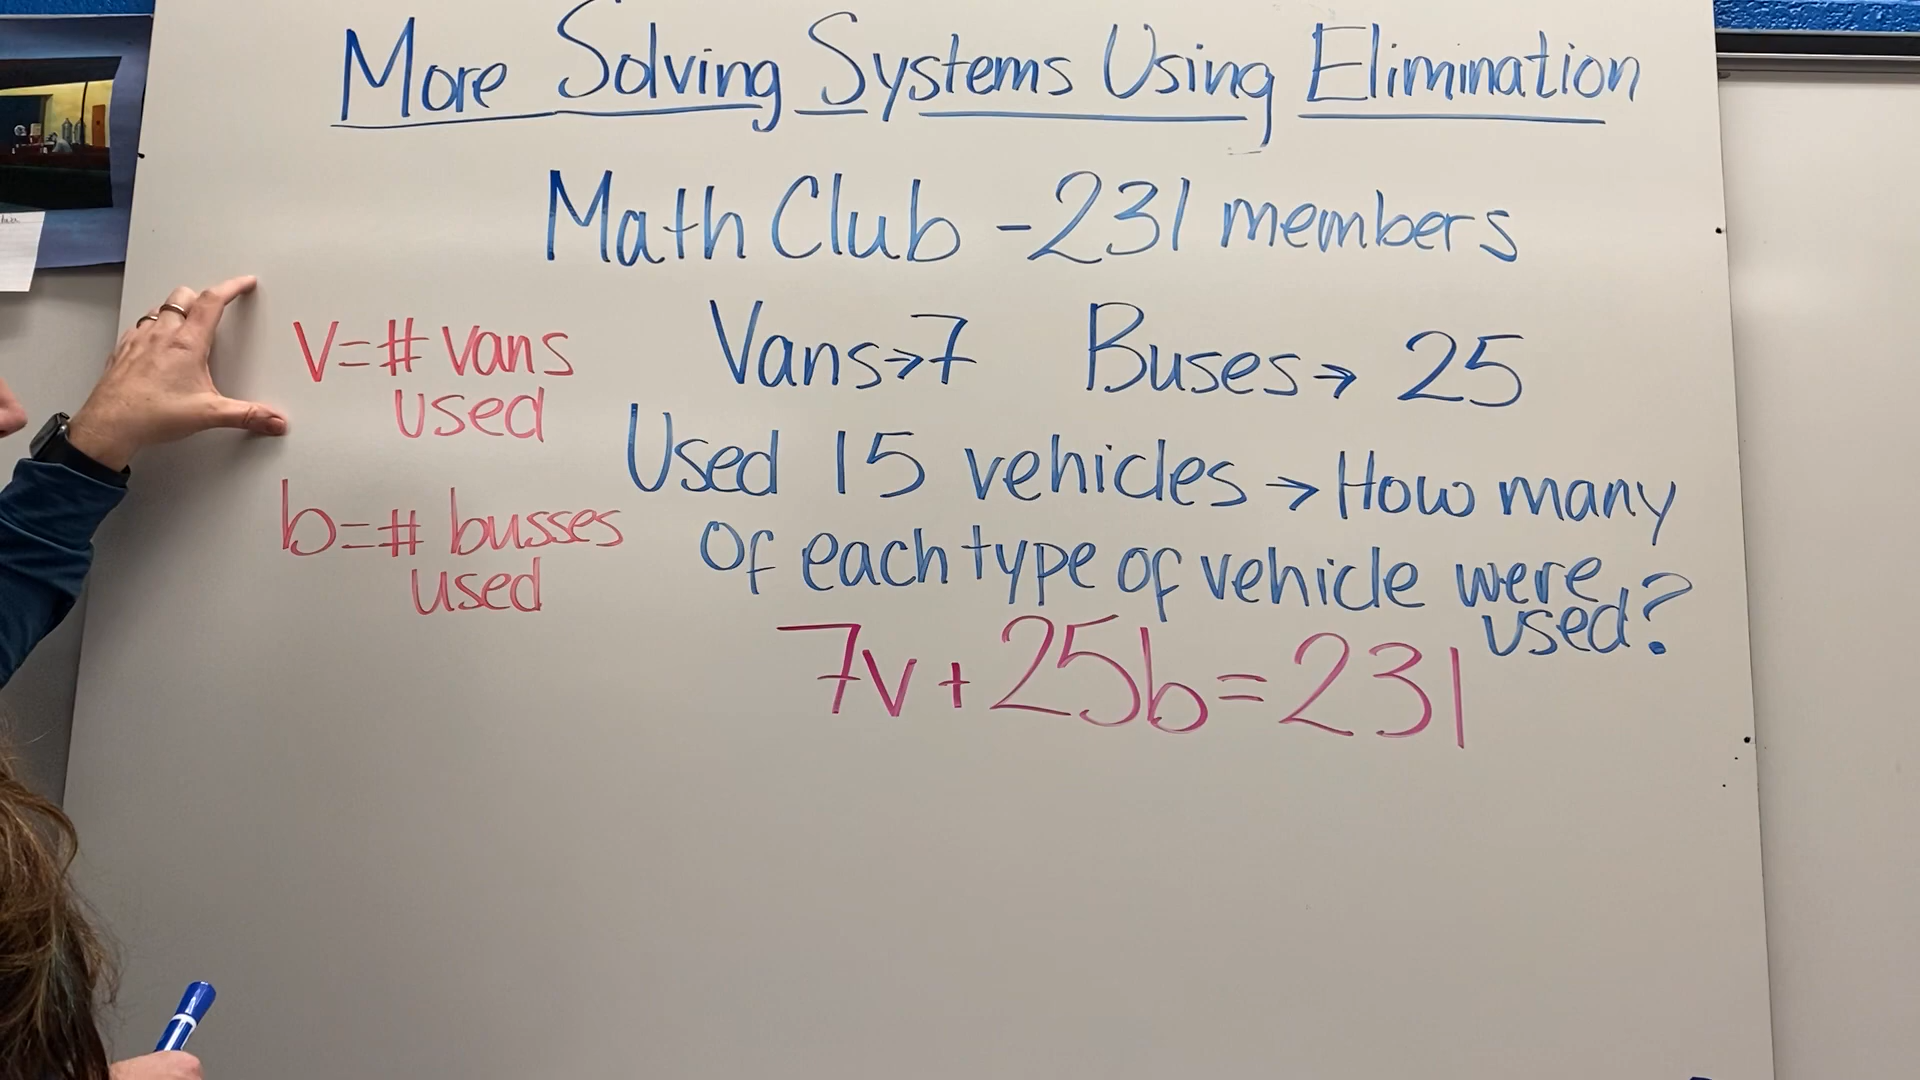 More Solving Systems Using Elimination
Math Club - 231 members
v = # vans
used
Vans → 7 Buses → 25
Used 15 vehicles → How many
of each type of vehicle were
used?
b = # busses
used
7v + 25b = 231